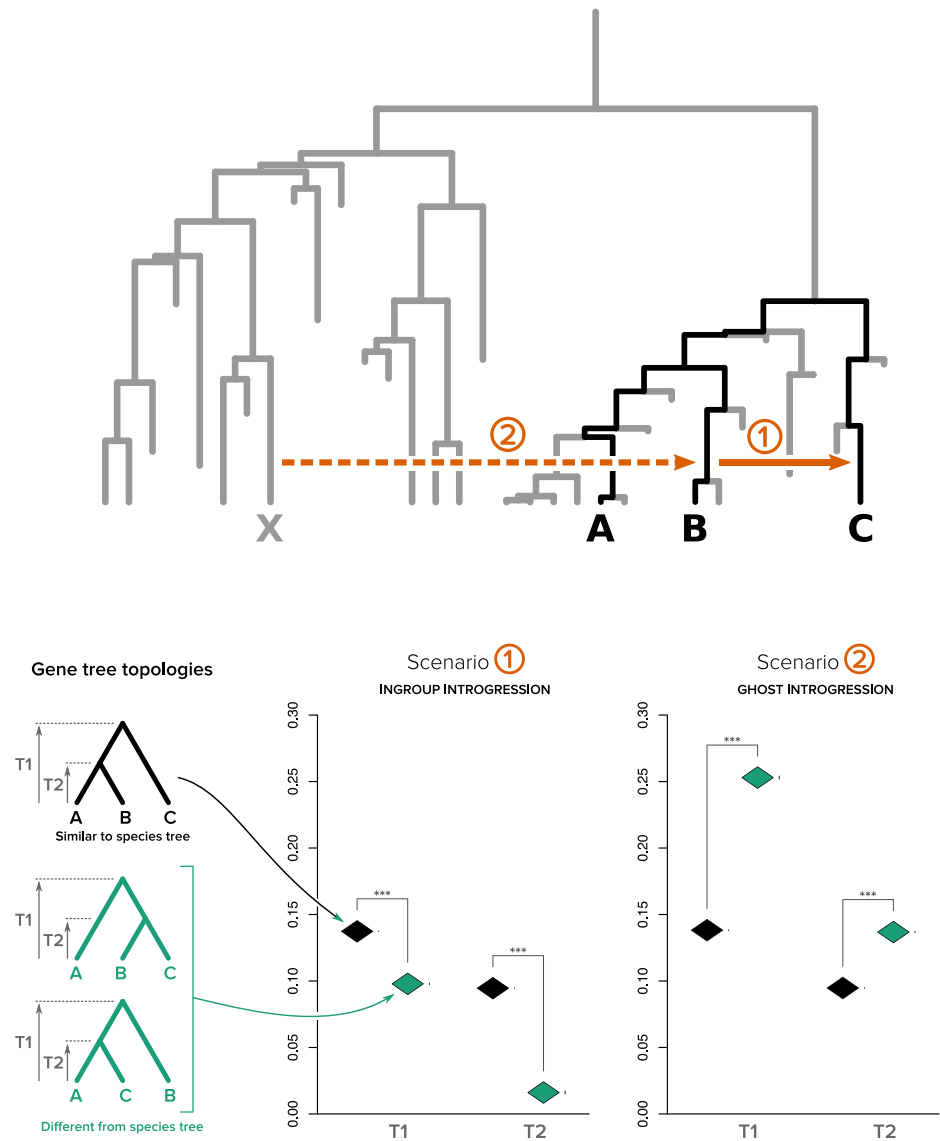 2
1
X
A
B
C
Gene tree topologies
Scenario 1
INGROUP INTROGRESSION
Scenario 2
GHOST INTROGRESSION
T1
T2
A B C
Similar to species tree
T1
T2
A B C
T1
T2
A C B
Different from species tree
0.30
0.25
0.20
0.15
0.10
0.05
0.00
***
***
T1 T2
0.30
0.25
0.20
0.15
0.10
0.05
0.00
***
***
T1 T2